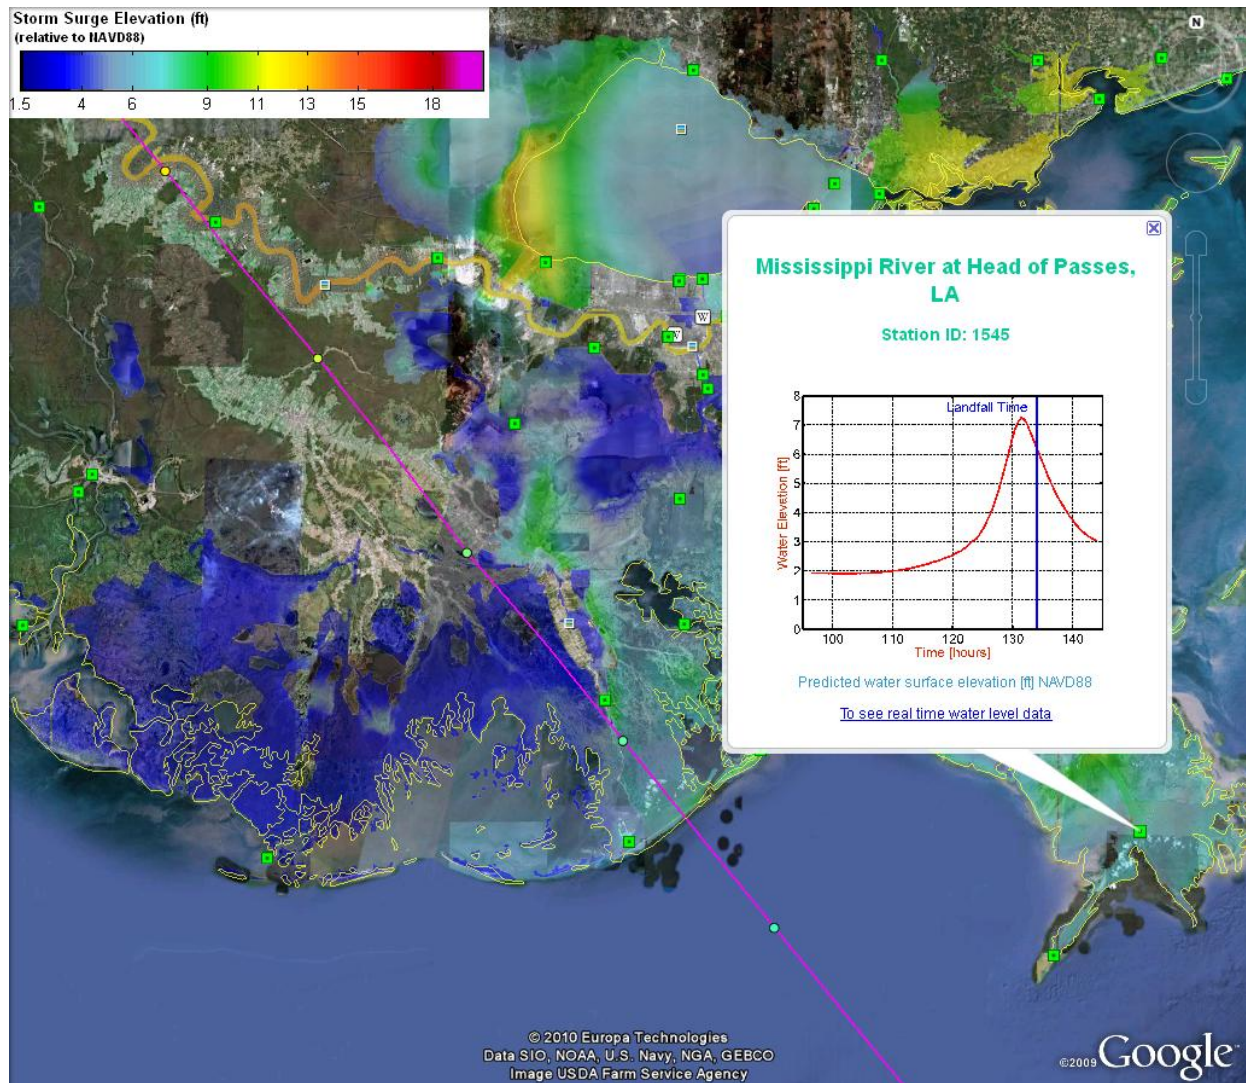 Storm Surge Elevation (ft)
(relative to NAVD88)
1.5 4 6 9 11 13 15 18
N
W
W
Mississippi River at Head of Passes,
LA
Station ID: 1545
Landfall Time
8
7
6
5
4
3
2
1
0
Water Elevation [ft]
100 110 120 130 140
Time [hours]
Predicted water surface elevation [ft] NAVD88
To see real time water level data
© 2010 Europa Technologies
Data SIO, NOAA, U.S. Navy, NGA, GEBCO
Image USDA Farm Service Agency
©2009 Google